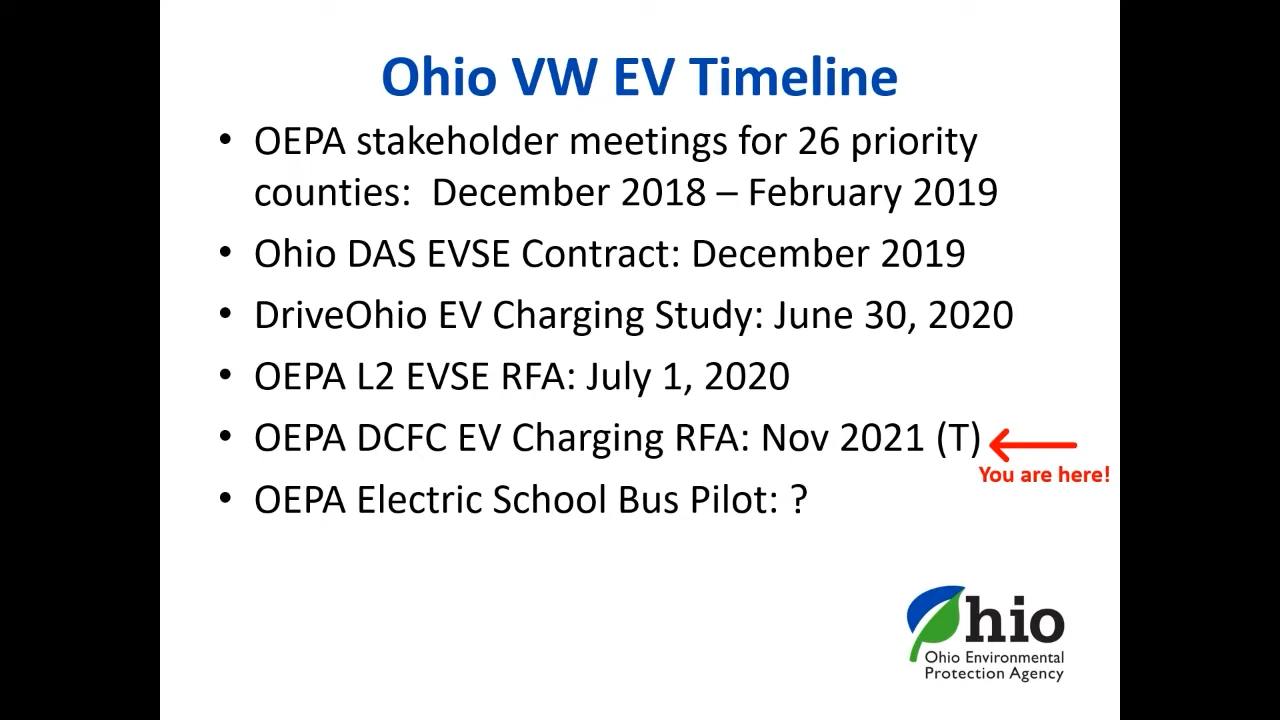 Ohio VW EV Timeline
• OEPA stakeholder meetings for 26 priority
counties:  December 2018 – February 2019
• Ohio DAS EVSE Contract: December 2019
• DriveOhio EV Charging Study: June 30, 2020
• OEPA L2 EVSE RFA: July 1, 2020
• OEPA DCFC EV Charging RFA: Nov 2021 (T)
You are here!
• OEPA Electric School Bus Pilot: ?
Ohio
Ohio Environmental
Protection Agency